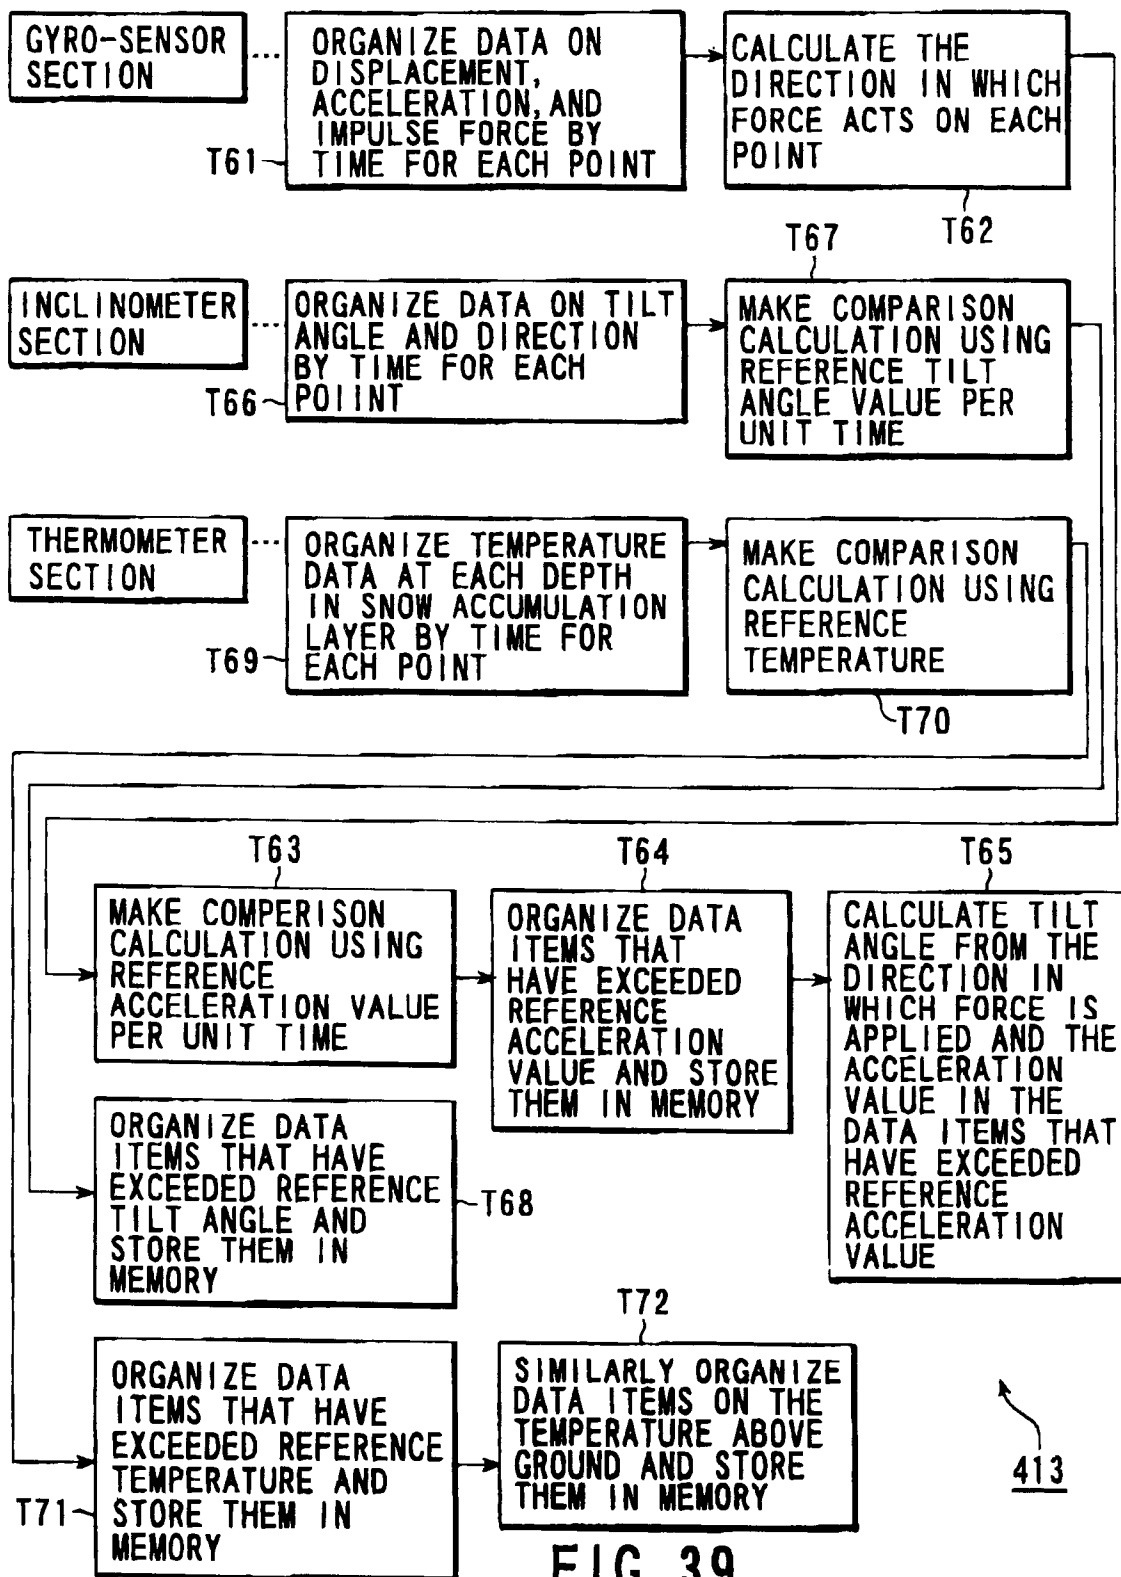 GYRO-SENSOR
SECTION
ORGANIZE DATA ON
DISPLACEMENT,
ACCELERATION, AND
IMPULSE FORCE BY
TIME FOR EACH POINT
T61
CALCULATE THE
DIRECTION IN WHICH
FORCE ACTS ON EACH
POINT
T62
INCLINOMETER
SECTION
ORGANIZE DATA ON TILT
ANGLE AND DIRECTION
BY TIME FOR EACH
POIINT
T66
T67
MAKE COMPARISON
CALCULATION USING
REFERENCE TILT
ANGLE VALUE PER
UNIT TIME
THERMOMETER
SECTION
ORGANIZE TEMPERATURE
DATA AT EACH DEPTH
IN SNOW ACCUMULATION
LAYER BY TIME FOR
EACH POINT
T69
MAKE COMPARISON
CALCULATION USING
REFERENCE
TEMPERATURE
T70
T63
MAKE COMPERISON
CALCULATION USING
REFERENCE
ACCELERATION VALUE
PER UNIT TIME
T64
ORGANIZE DATA
ITEMS THAT
HAVE EXCEEDED
REFERENCE
ACCELERATION
VALUE AND STORE
THEM IN MEMORY
T65
CALCULATE TILT
ANGLE FROM THE
DIRECTION IN
WHICH FORCE IS
APPLIED AND THE
ACCELERATION
VALUE IN THE
DATA ITEMS THAT
HAVE EXCEEDED
REFERENCE
ACCELERATION
VALUE
ORGANIZE DATA
ITEMS THAT HAVE
EXCEEDED REFERENCE
TILT ANGLE AND
STORE THEM IN
MEMORY
T68
ORGANIZE DATA
ITEMS THAT HAVE
EXCEEDED REFERENCE
TEMPERATURE AND
STORE THEM IN
MEMORY
T71
T72
SIMILARLY ORGANIZE
DATA ITEMS ON THE
TEMPERATURE ABOVE
GROUND AND STORE
THEM IN MEMORY
413
FIG. 39